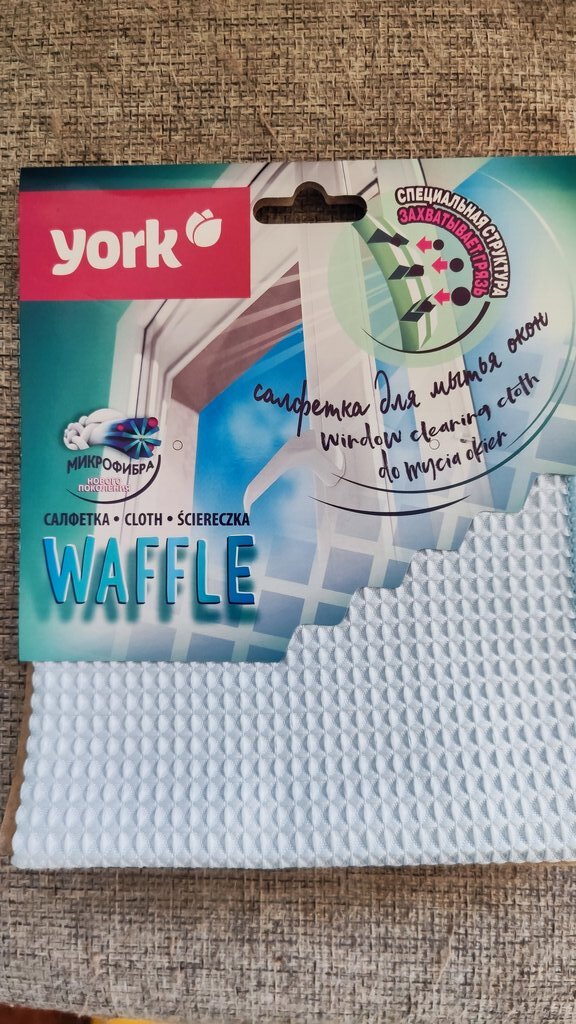 york
СПЕЦИАЛЬНАЯ СТРУКТУРА
ЗАХВАТЫВАЕТ ГРЯЗЬ
салфетка для мытья окон
window cleaning cloth
do mycia okien
МИКРОФИБРА
НОВОГО
ПОКОЛЕНИЯ
САЛФЕТКА • CLOTH • ŚCIERECZKA
WAFFLE